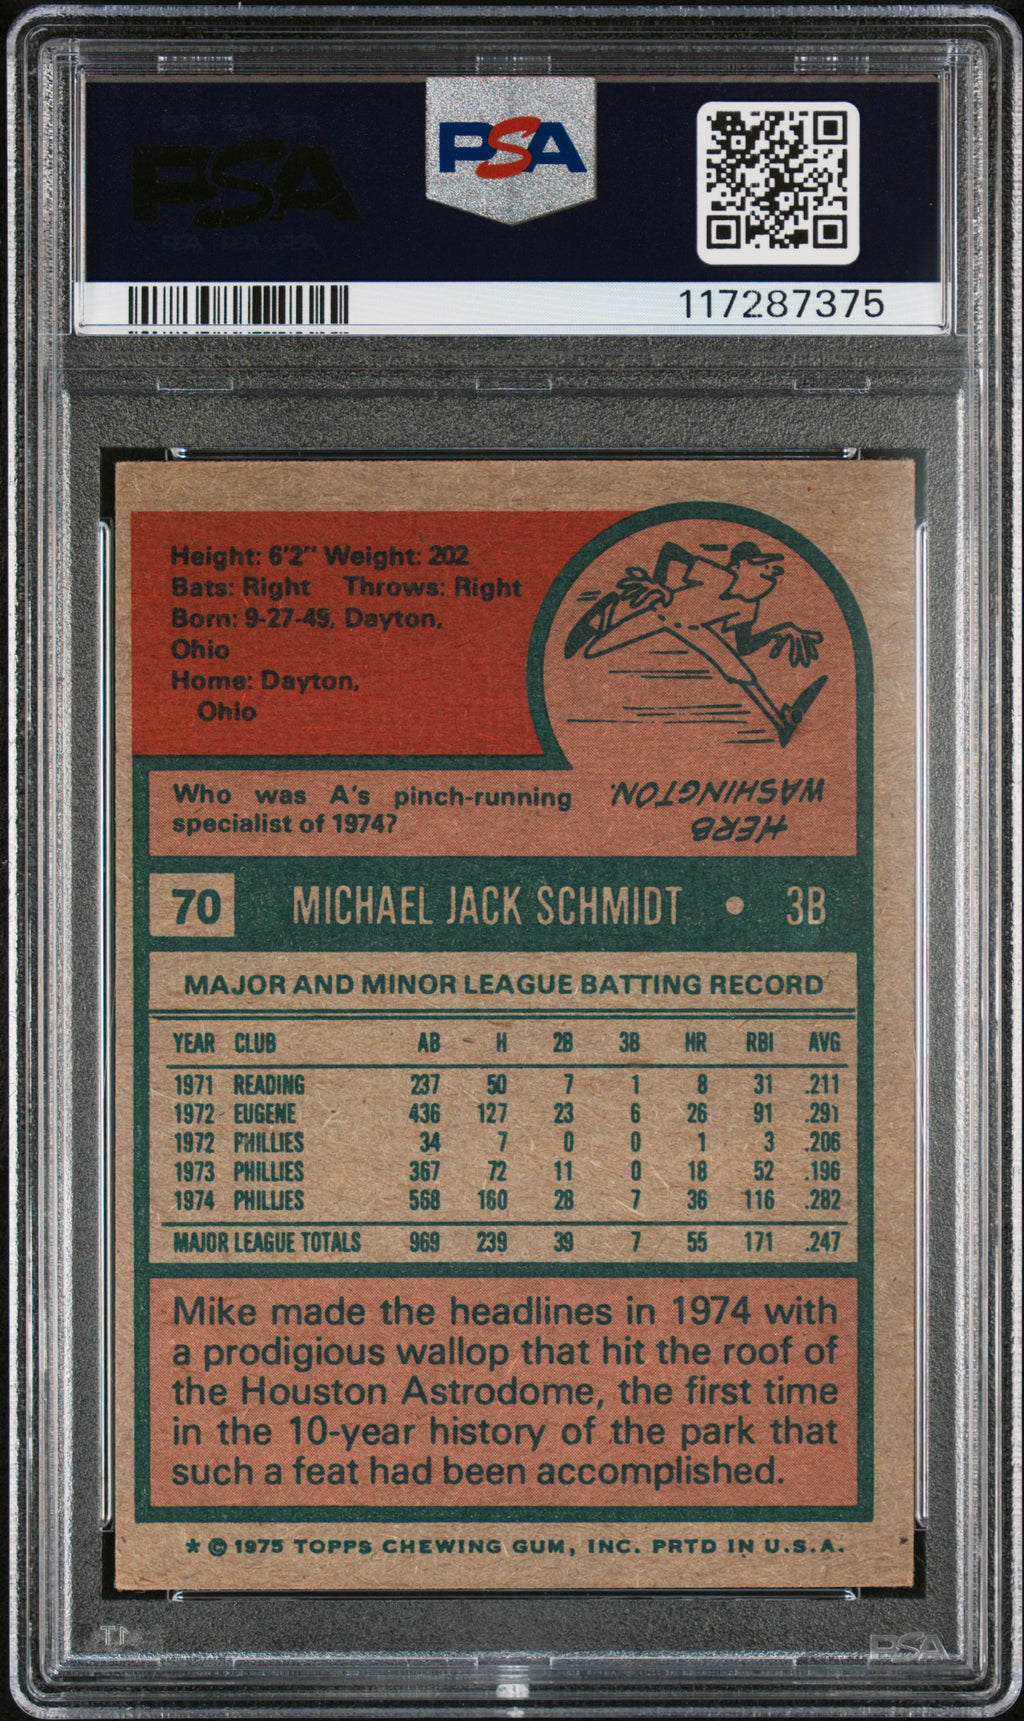 PSA
PSA
117287375
Height: 6'2" Weight: 202
Bats: Right Throws: Right
Born: 9-27-49, Dayton,
Ohio
Home: Dayton,
Ohio
Who was A's pinch-running
specialist of 1974?
HERB
WASHINGTON.
70 MICHAEL JACK SCHMIDT • 3B
MAJOR AND MINOR LEAGUE BATTING RECORD
YEAR CLUB AB H 2B 3B HR RBI AVG
1971 READING 237 50 7 1 8 31 .211
1972 EUGENE 436 127 23 6 26 91 .291
1972 PHILLIES 34 7 0 0 1 3 .206
1973 PHILLIES 367 72 11 0 18 52 .196
1974 PHILLIES 568 160 28 7 36 116 .282
MAJOR LEAGUE TOTALS 969 239 39 7 55 171 .247
Mike made the headlines in 1974 with
a prodigious wallop that hit the roof of
the Houston Astrodome, the first time
in the 10-year history of the park that
such a feat had been accomplished.
* © 1975 TOPPS CHEWING GUM, INC. PRTD IN U.S.A.
PSA